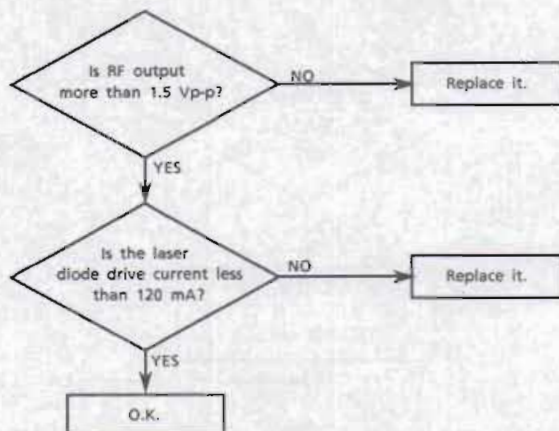 Is RF output
more than 1.5 Vp-p?
NO
Replace it.
YES
Is the laser
diode drive current less
than 120 mA?
NO
Replace it.
YES
O.K.